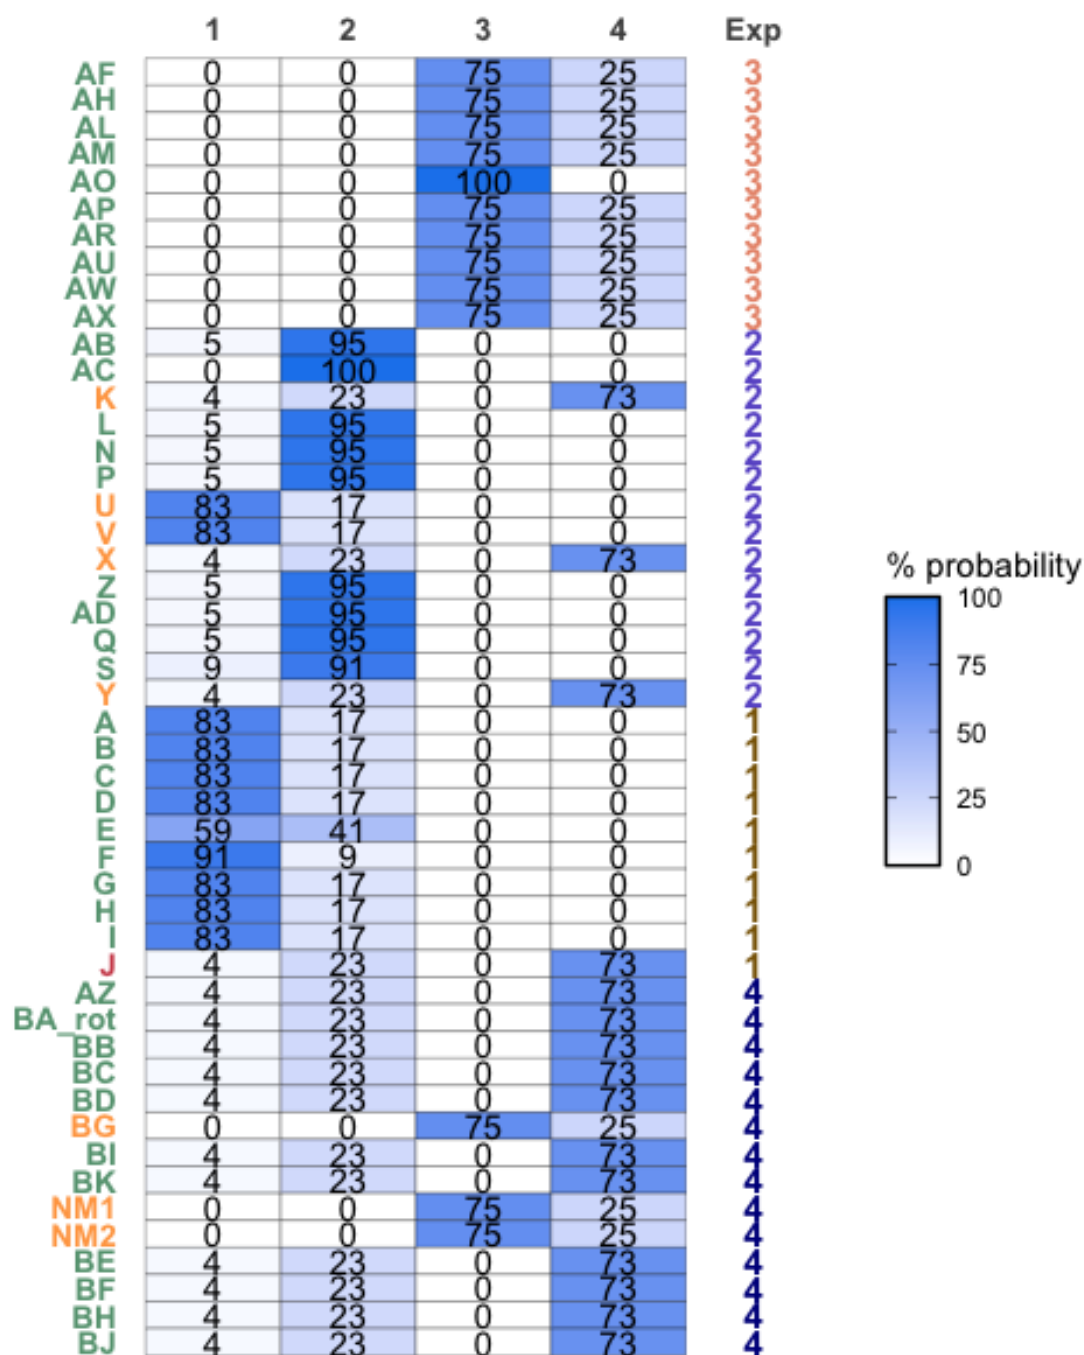 1 2 3 4 Exp
AF 0 0 75 25 3
AH 0 0 75 25 3
AL 0 0 75 25 3
AM 0 0 75 25 3
AO 0 0 100 0 3
AP 0 0 75 25 3
AR 0 0 75 25 3
AU 0 0 75 25 3
AW 0 0 75 25 3
AX 0 0 75 25 3
AB 5 95 0 0 2
AC 0 100 0 0 2
K 4 23 0 73 2
L 5 95 0 0 2
N 5 95 0 0 2
P 5 95 0 0 2
U 83 17 0 0 2
V 83 17 0 0 2
X 4 23 0 73 2
Z 5 95 0 0 2
AD 5 95 0 0 2
Q 5 95 0 0 2
S 9 91 0 0 2
Y 4 23 0 73 2
A 83 17 0 0 1
B 83 17 0 0 1
C 83 17 0 0 1
D 83 17 0 0 1
E 59 41 0 0 1
F 91 9 0 0 1
G 83 17 0 0 1
H 83 17 0 0 1
I 83 17 0 0 1
J 4 23 0 73 1
AZ 4 23 0 73 4
BA_rot 4 23 0 73 4
BB 4 23 0 73 4
BC 4 23 0 73 4
BD 4 23 0 73 4
BG 0 0 75 25 4
BI 4 23 0 73 4
BK 4 23 0 73 4
NM1 0 0 75 25 4
NM2 0 0 75 25 4
BE 4 23 0 73 4
BF 4 23 0 73 4
BH 4 23 0 73 4
BJ 4 23 0 73 4
% probability
100
75
50
25
0